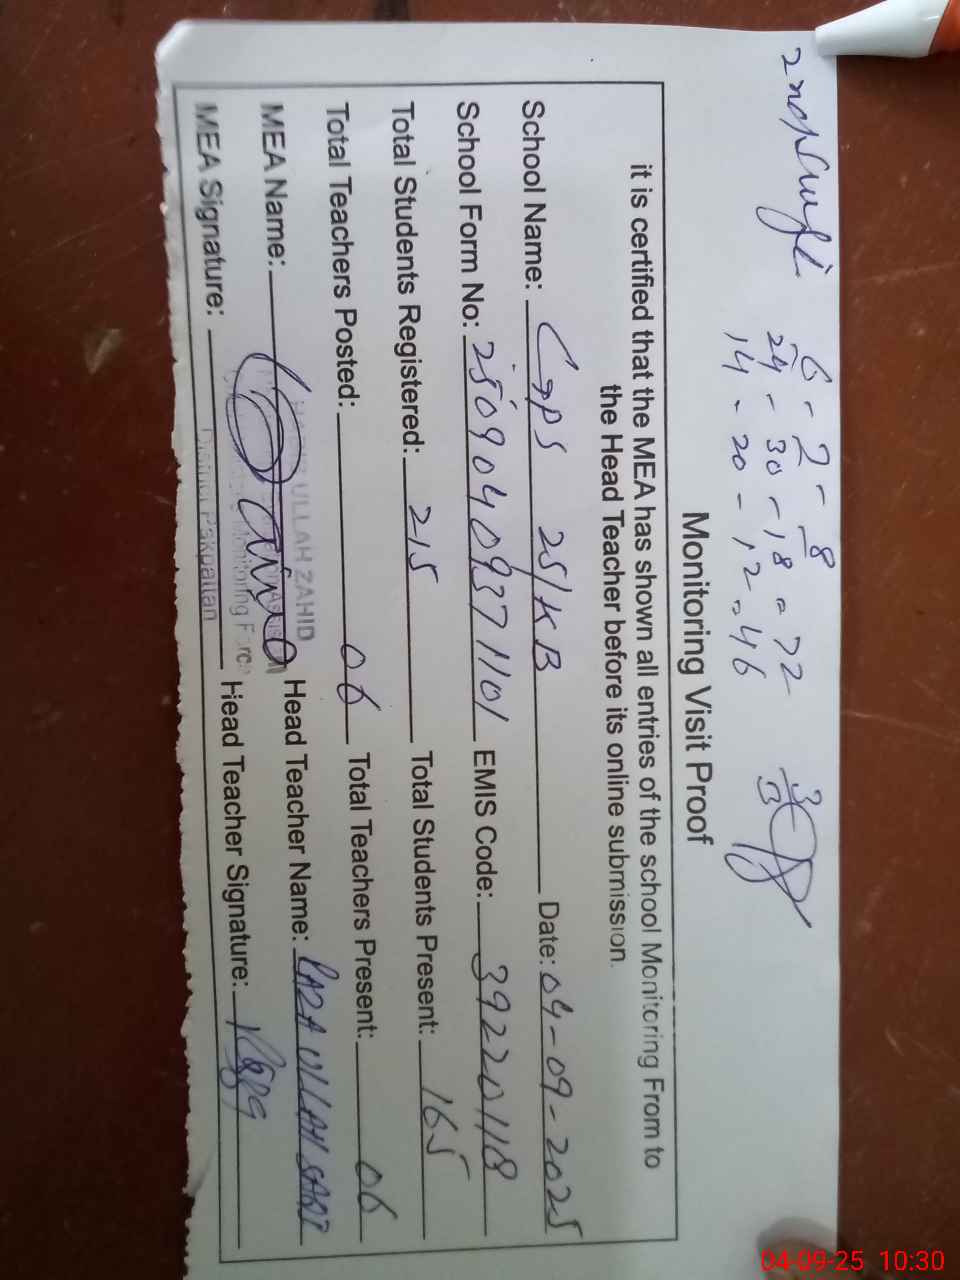 6 - 2 - 8
24 - 30 - 18 = 72
14 - 20 - 12 = 46
Monitoring Visit Proof
it is certified that the MEA has shown all entries of the school Monitoring From to
the Head Teacher before its online submission.
School Name: GPS 25/KB Date: 04-09-2025
School Form No: 25090409371101 EMIS Code: 39220118
Total Students Registered: 215 Total Students Present: 165
Total Teachers Posted: 06 Total Teachers Present: 06
ULLAH ZAHID
MEA Name: Head Teacher Name: RAZA ULLAH
Monitoring Force
MEA Signature: Head Teacher Signature:
District Pakpattan
04-09-25 10:30